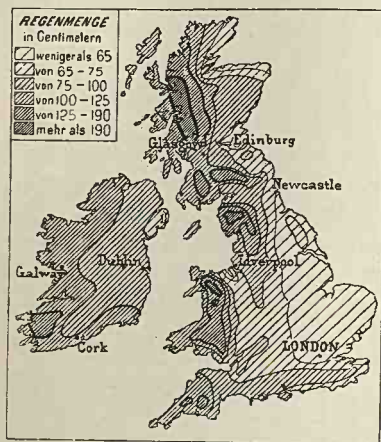 REGENMENGE
in Centimetern
weniger als 65
von 65 - 75
von 75 - 100
von 100 - 125
von 125 - 190
mehr als 190
Glasgow
Edinburg
Newcastle
Galway
Dublin
Liverpool
Cork
LONDON